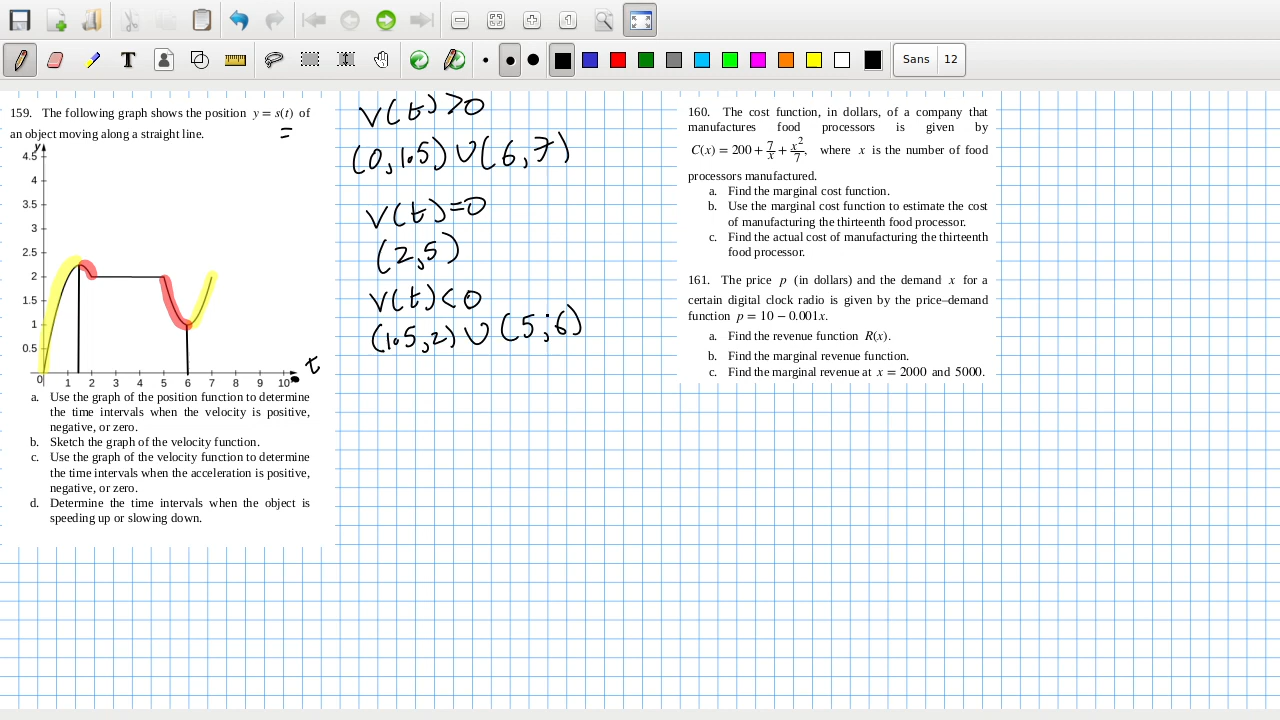 Sans 12
159. The following graph shows the position y = s(t) of
an object moving along a straight line.
y
4.5
4
3.5
3
2.5
2
1.5
1
0.5
0 1 2 3 4 5 6 7 8 9 10
t
a. Use the graph of the position function to determine
the time intervals when the velocity is positive,
negative, or zero.
b. Sketch the graph of the velocity function.
c. Use the graph of the velocity function to determine
the time intervals when the acceleration is positive,
negative, or zero.
d. Determine the time intervals when the object is
speeding up or slowing down.
V(t) > 0
(0, 1.5) ∪ (6, 7)
V(t) = 0
(2, 5)
V(t) < 0
(1.5, 2) ∪ (5; 6)
160. The cost function, in dollars, of a company that
manufactures food processors is given by
C(x) = 200 + 7/x + x²/7, where x is the number of food
processors manufactured.
a. Find the marginal cost function.
b. Use the marginal cost function to estimate the cost
of manufacturing the thirteenth food processor.
c. Find the actual cost of manufacturing the thirteenth
food processor.
161. The price p (in dollars) and the demand x for a
certain digital clock radio is given by the price–demand
function p = 10 − 0.001x.
a. Find the revenue function R(x).
b. Find the marginal revenue function.
c. Find the marginal revenue at x = 2000 and 5000.